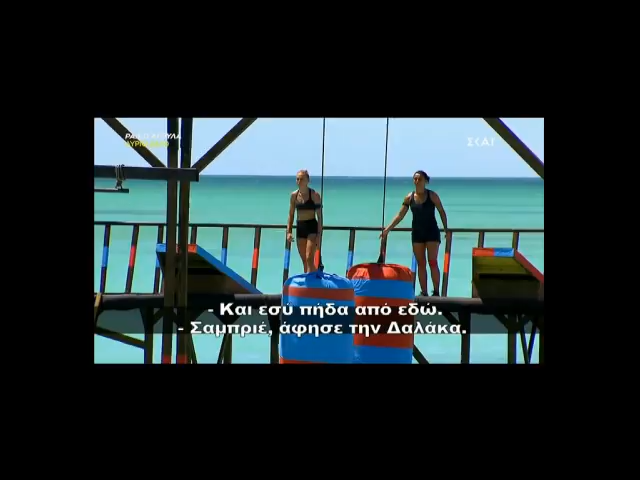 ΣΚΑΪ
- Και εσύ πήδα από εδώ.
- Σαμπριέ, άφησε την Δαλάκα.